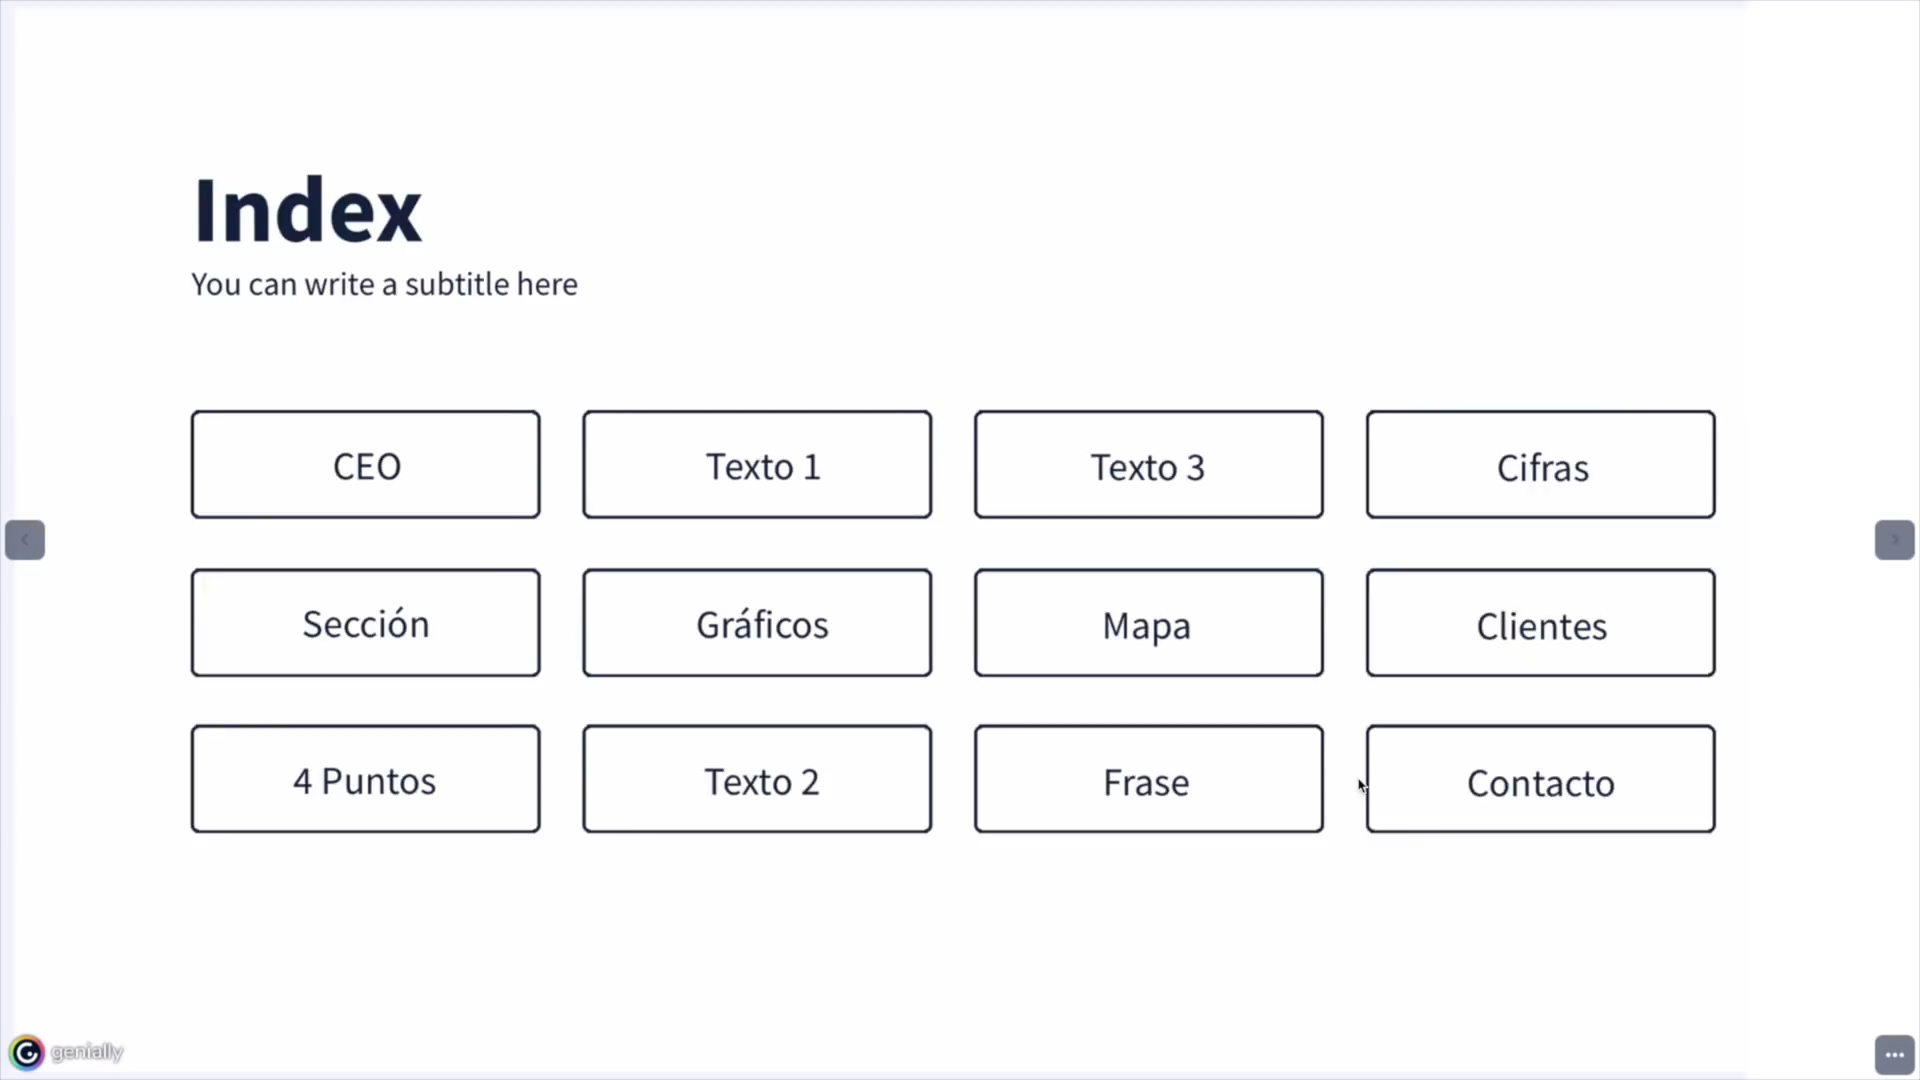 Index
You can write a subtitle here
CEO
Texto 1
Texto 3
Cifras
Sección
Gráficos
Mapa
Clientes
4 Puntos
Texto 2
Frase
Contacto
genially